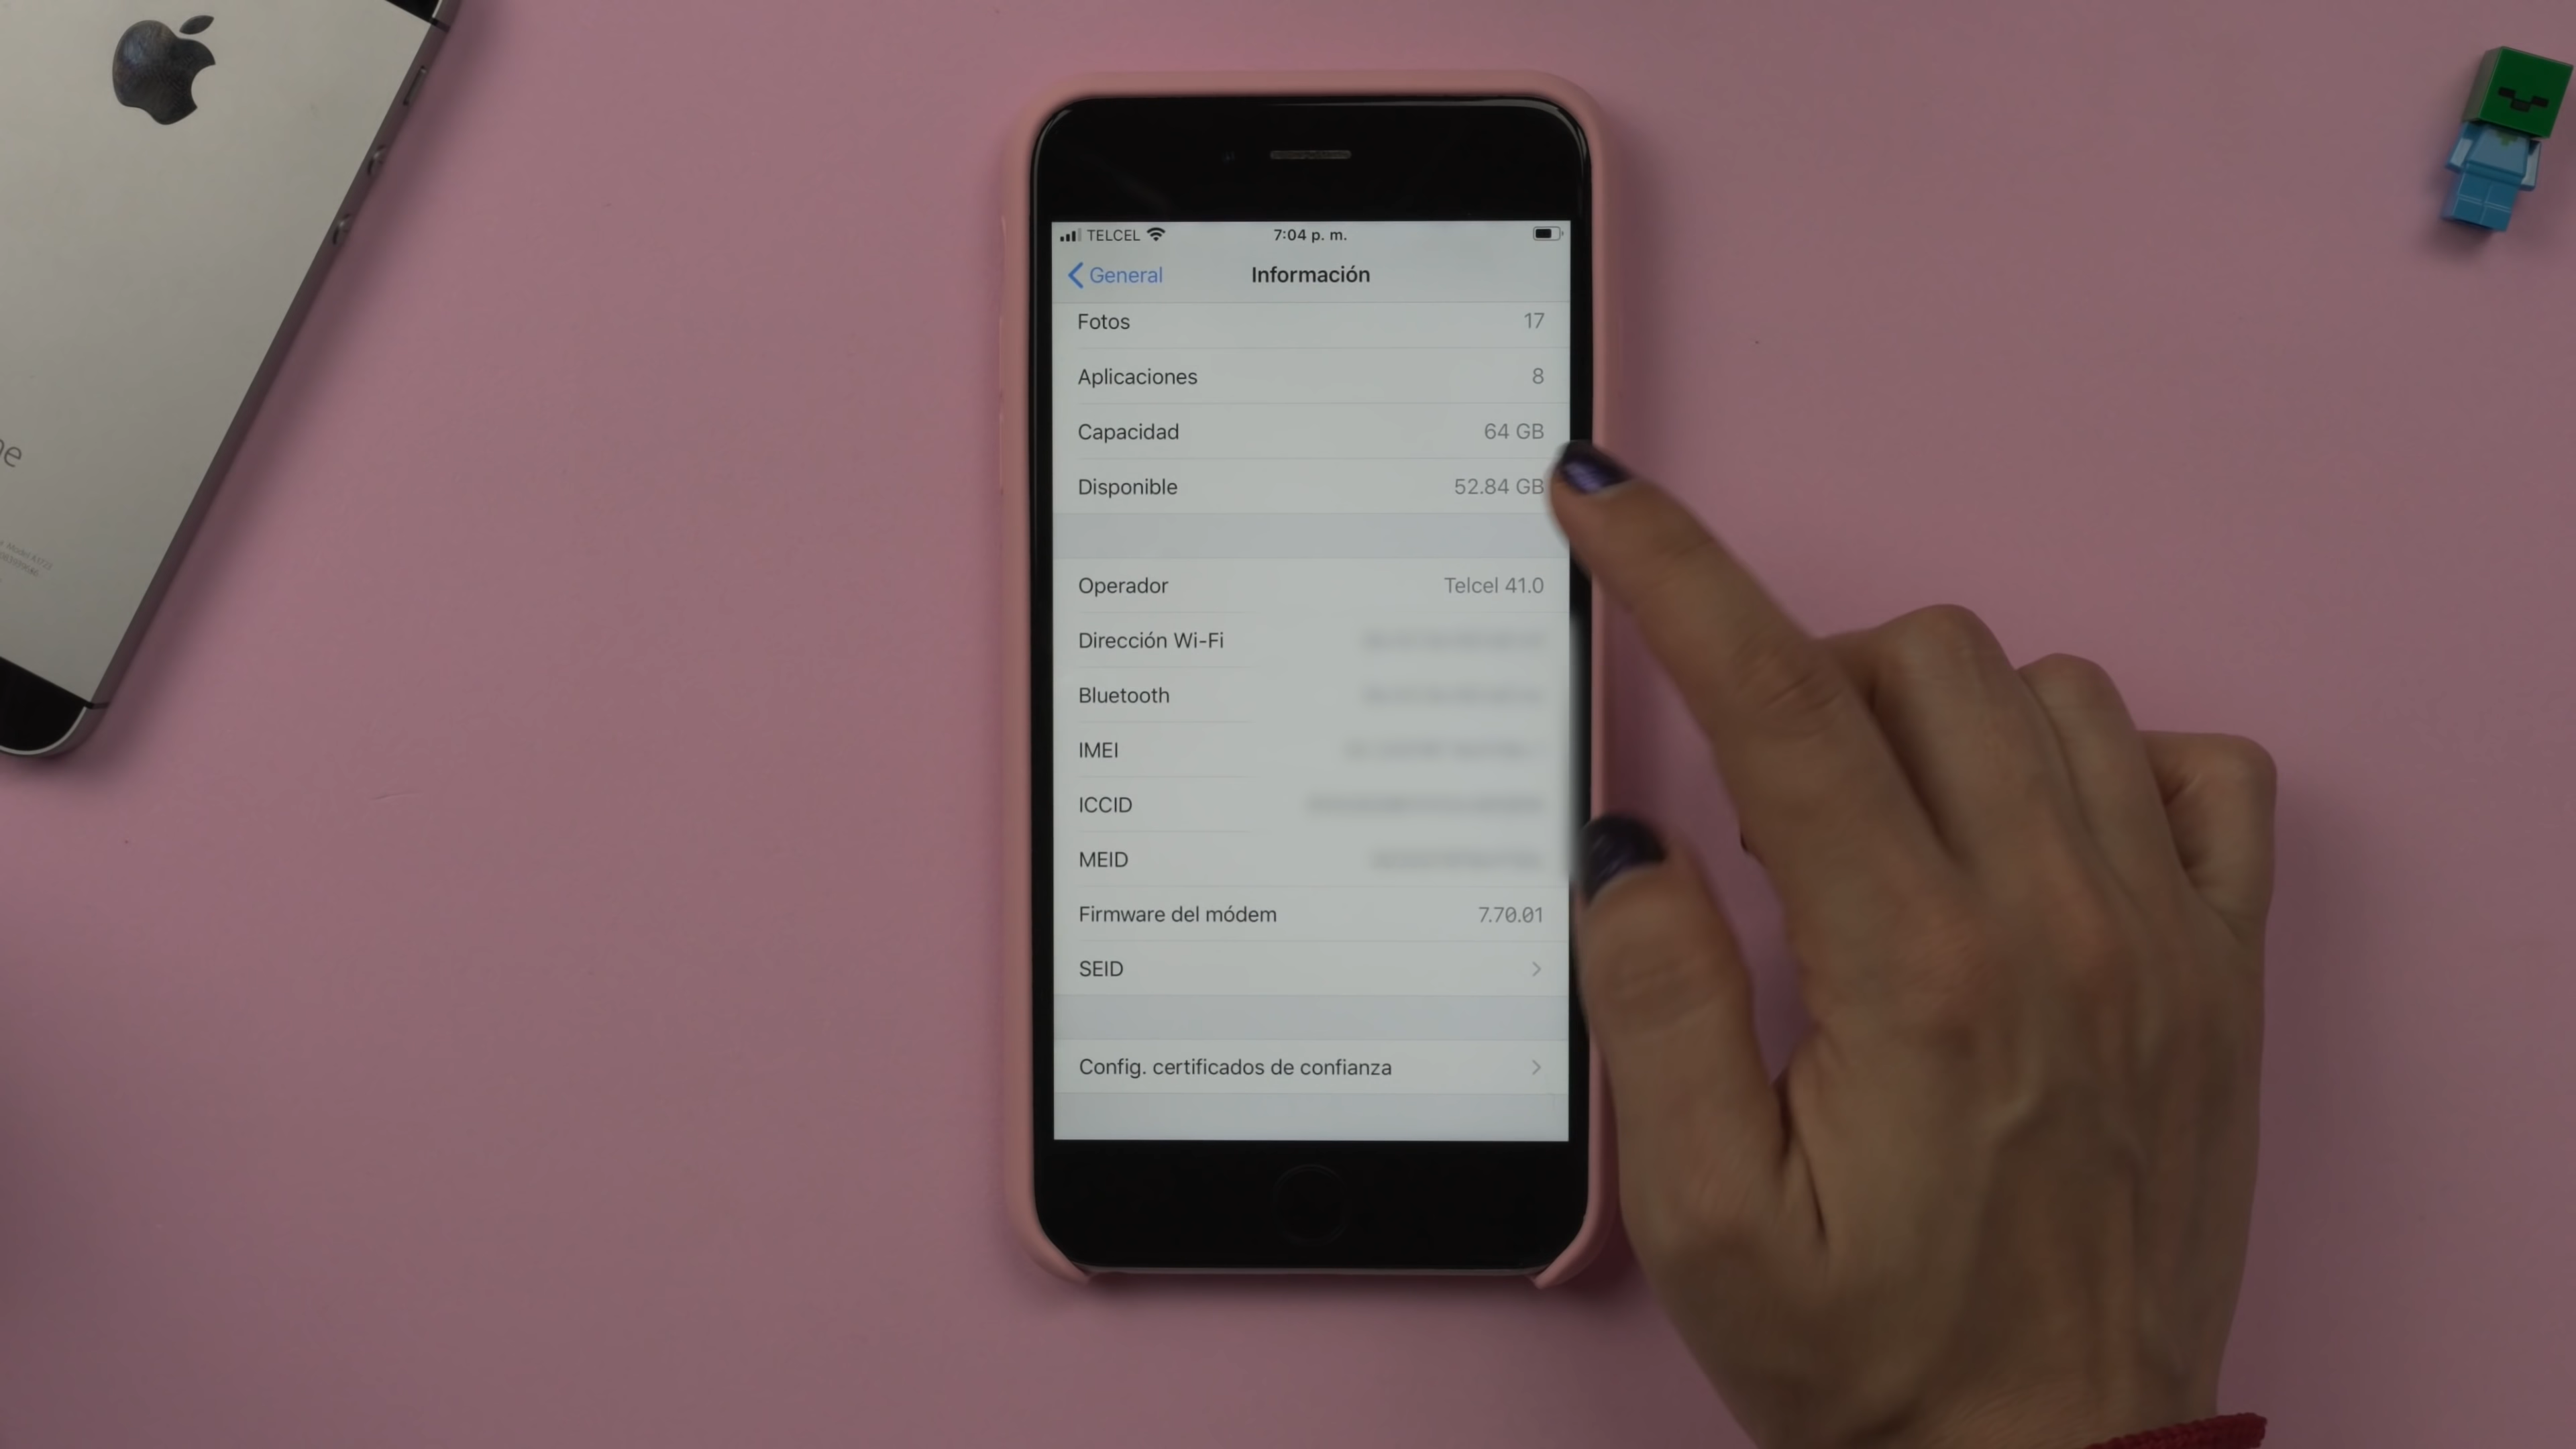 TELCEL 7:04 p. m.
General Información
Fotos 17
Aplicaciones 8
Capacidad 64 GB
Disponible 52.84 GB
Operador Telcel 41.0
Dirección Wi-Fi
Bluetooth
IMEI
ICCID
MEID
Firmware del módem 7.70.01
SEID
Config. certificados de confianza
ne